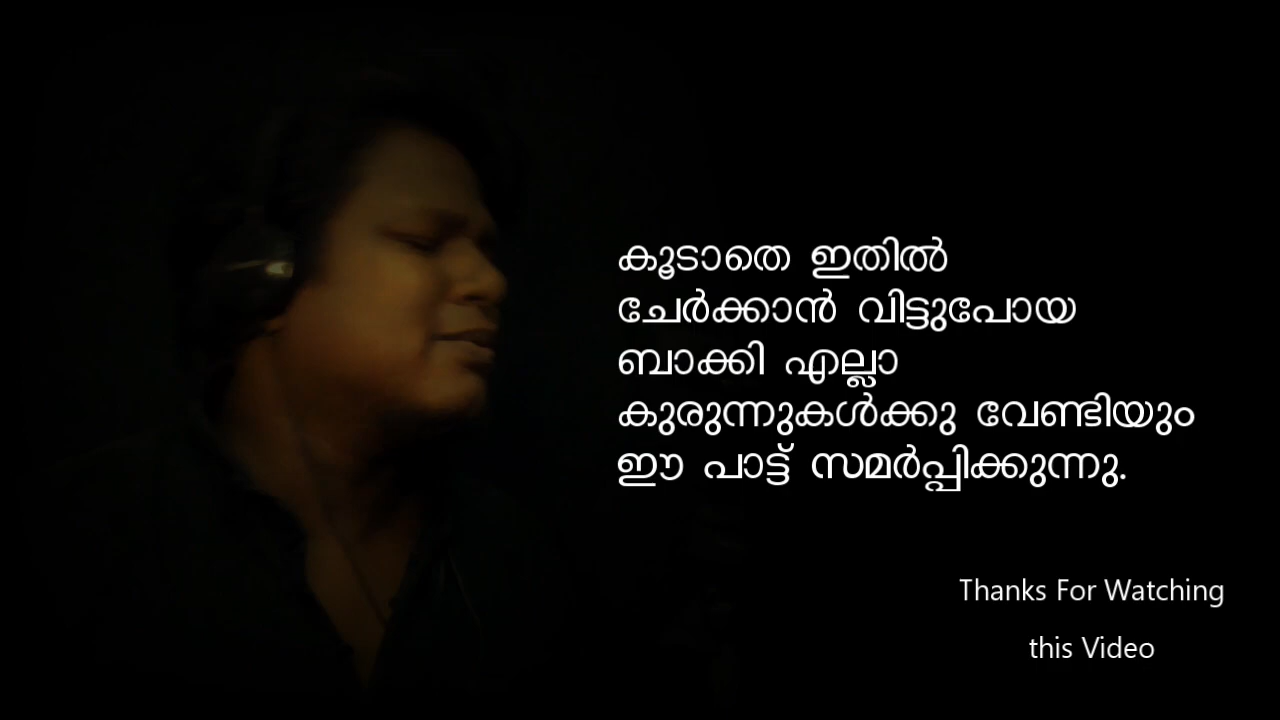 കൂടാതെ ഇതിൽ
ചേർക്കാൻ വിട്ടുപോയ
ബാക്കി എല്ലാ
കുരുന്നുകൾക്കു വേണ്ടിയും
ഈ പാട്ട് സമർപ്പിക്കുന്നു.
Thanks For Watching
this Video